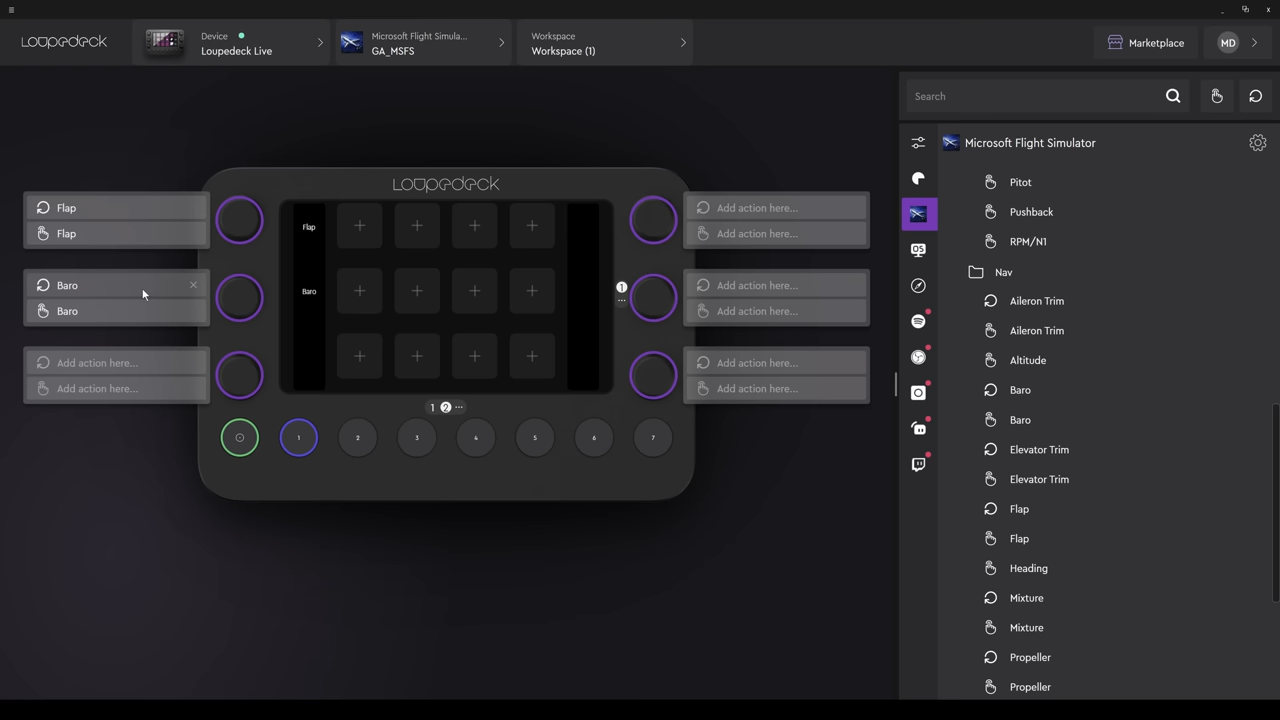 Loupedeck
Device
Loupedeck Live
Microsoft Flight Simula...
GA_MSFS
Workspace
Workspace (1)
Marketplace
MD
Search
Microsoft Flight Simulator
Pitot
Pushback
RPM/N1
Nav
Aileron Trim
Aileron Trim
Altitude
Baro
Baro
Elevator Trim
Elevator Trim
Flap
Flap
Heading
Mixture
Mixture
Propeller
Propeller
Flap
Flap
Baro
Baro
Add action here...
Add action here...
Loupedeck
Flap
Baro
Add action here...
Add action here...
Add action here...
Add action here...
Add action here...
Add action here...
1
...
1 2 ...
1 2 3 4 5 6 7